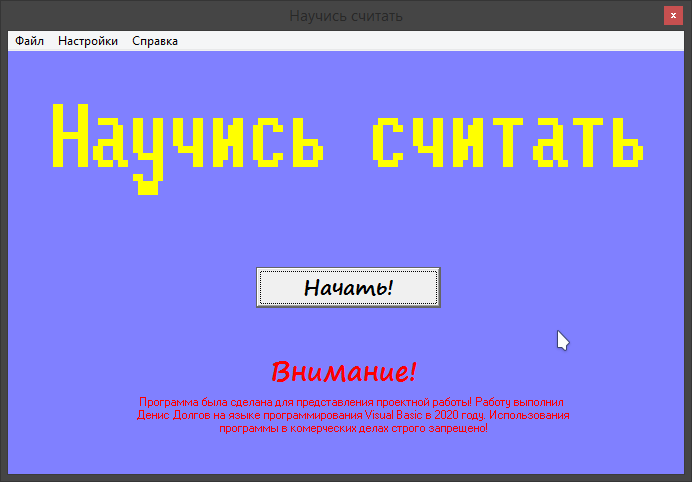 Научись считать
x
Файл Настройки Справка
Научись считать
Начать!
Внимание!
Программа была сделана для представления проектной работы! Работу выполнил
Денис Долгов на языке программирования Visual Basic в 2020 году. Использования
программы в комерческих делах строго запрещено!